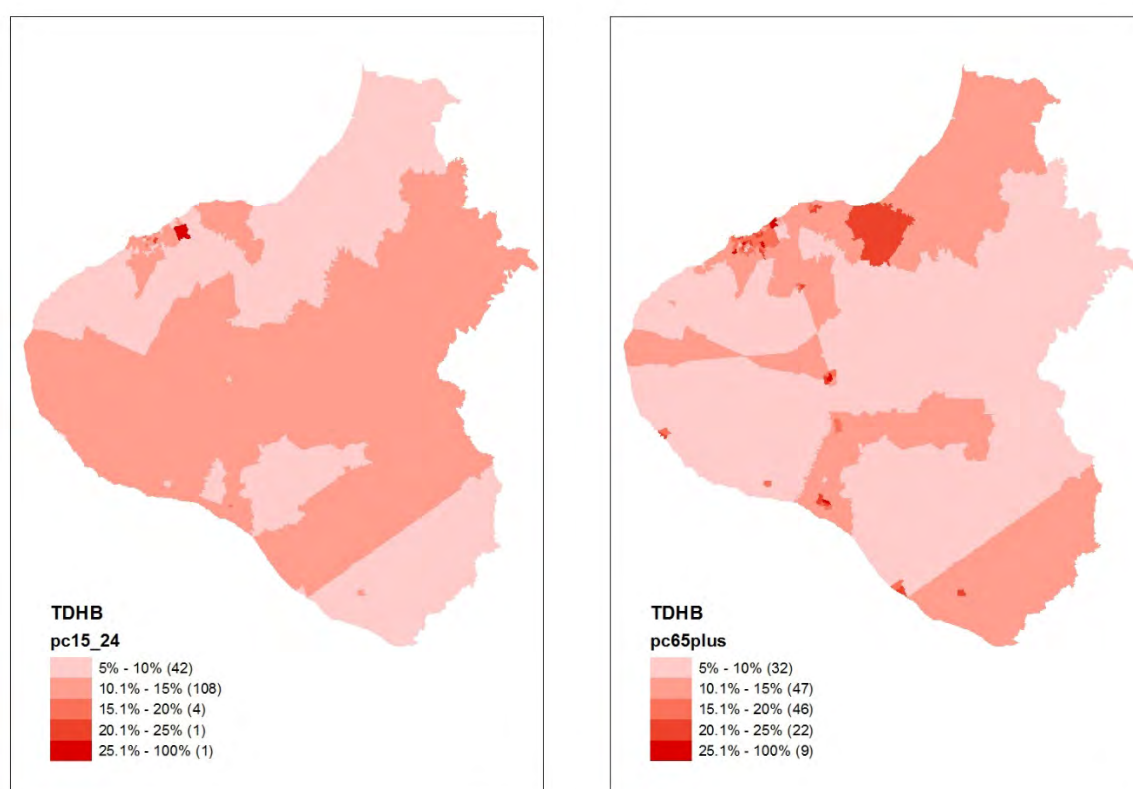 TDHB
pc15_24
5% - 10% (42)
10.1% - 15% (108)
15.1% - 20% (4)
20.1% - 25% (1)
25.1% - 100% (1)
TDHB
pc65plus
5% - 10% (32)
10.1% - 15% (47)
15.1% - 20% (46)
20.1% - 25% (22)
25.1% - 100% (9)